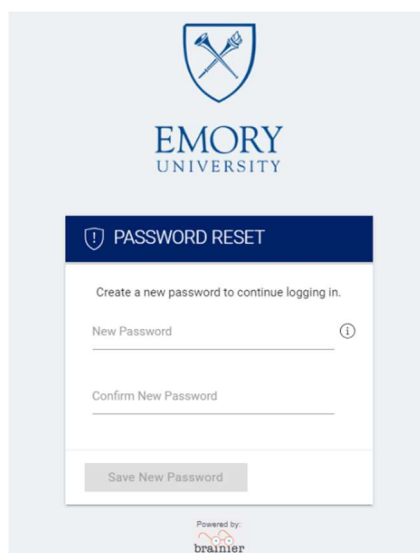 EMORY
UNIVERSITY
PASSWORD RESET
Create a new password to continue logging in.
New Password
Confirm New Password
Save New Password
Powered by:
brainier